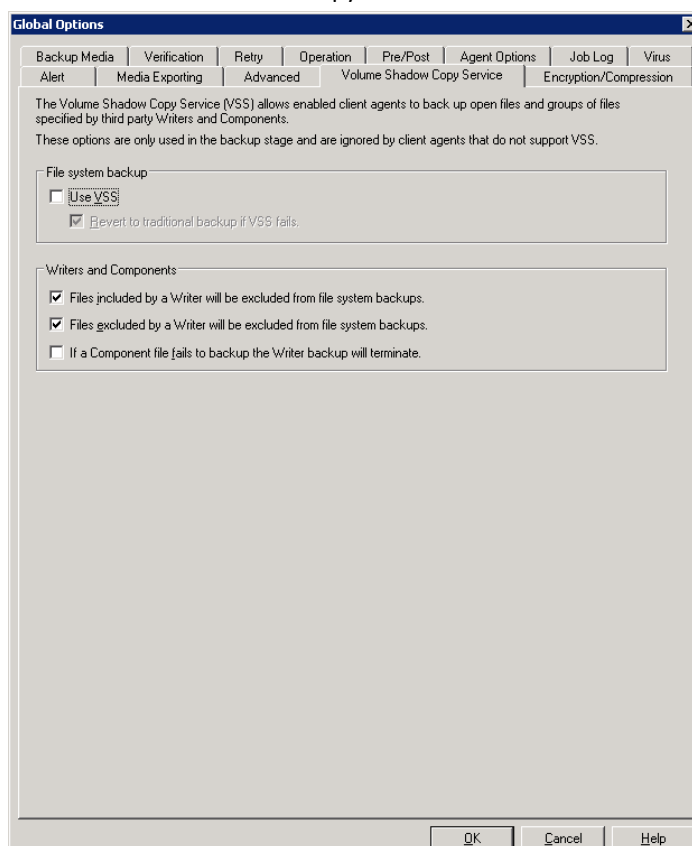 Global Options
Backup Media Verification Retry Operation Pre/Post Agent Options Job Log Virus
Alert Media Exporting Advanced Volume Shadow Copy Service Encryption/Compression
The Volume Shadow Copy Service (VSS) allows enabled client agents to back up open files and groups of files
specified by third party Writers and Components.
These options are only used in the backup stage and are ignored by client agents that do not support VSS.
File system backup
Use VSS
Revert to traditional backup if VSS fails.
Writers and Components
Files included by a Writer will be excluded from file system backups.
Files excluded by a Writer will be excluded from file system backups.
If a Component file fails to backup the Writer backup will terminate.
OK Cancel Help